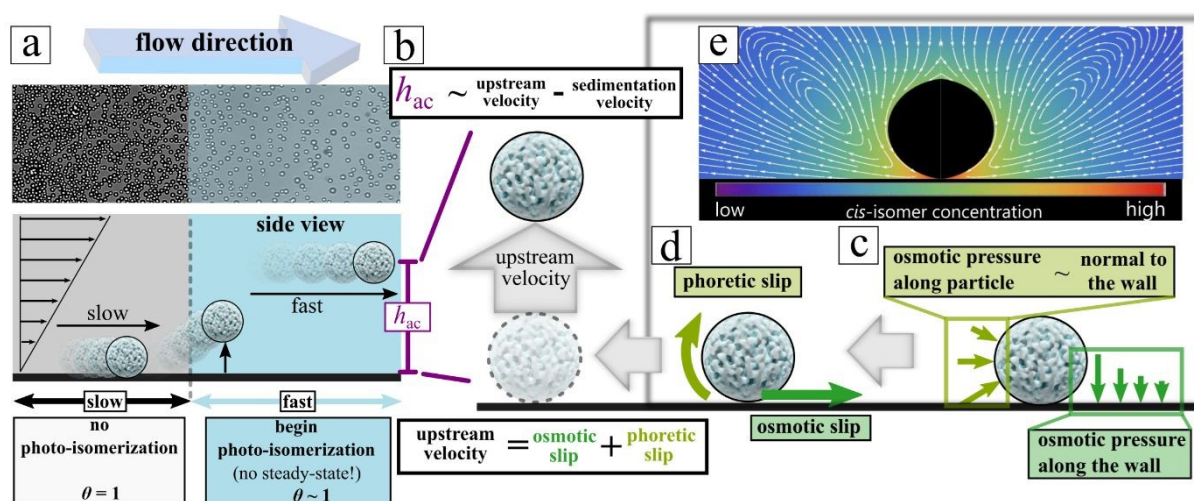 a
flow direction
side view
slow
fast
h_ac
slow
fast
no
photo-isomerization
θ = 1
begin
photo-isomerization
(no steady-state!)
θ ~ 1
b
h_ac ~ upstream velocity - sedimentation velocity
upstream
velocity
upstream velocity = osmotic slip + phoretic slip
e
low
cis-isomer concentration
high
d
phoretic slip
osmotic slip
c
osmotic pressure along particle ~ normal to the wall
osmotic pressure
along the wall